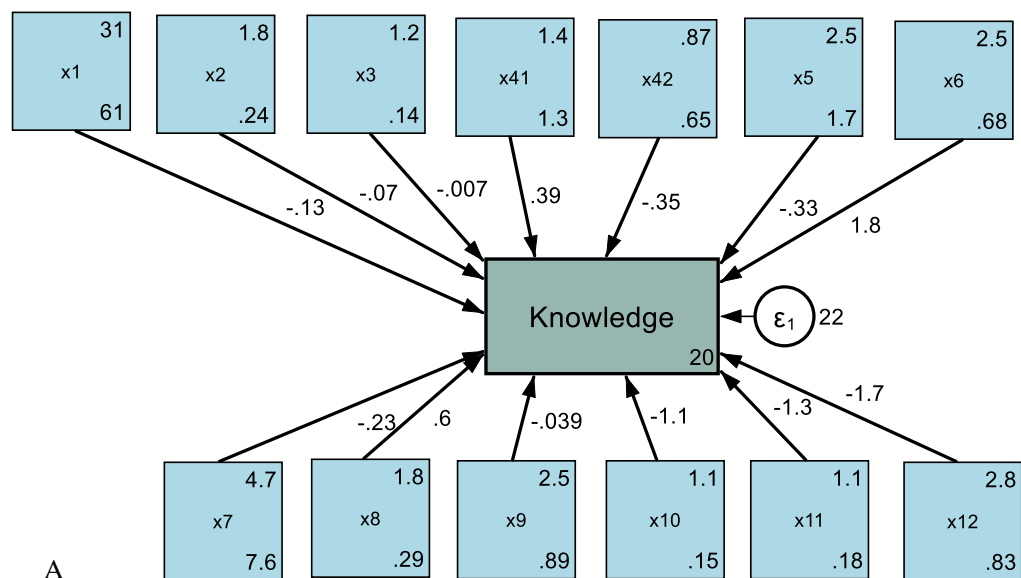 31 1.8 1.2 1.4 .87 2.5 2.5
x1 x2 x3 x41 x42 x5 x6
61 .24 .14 1.3 .65 1.7 .68
-.13 -.07 -.007 .39 -.35 -.33 1.8
Knowledge ε1 22
20
-.23 .6 -.039 -1.1 -1.3 -1.7
4.7 1.8 2.5 1.1 1.1 2.8
x7 x8 x9 x10 x11 x12
7.6 .29 .89 .15 .18 .83
A